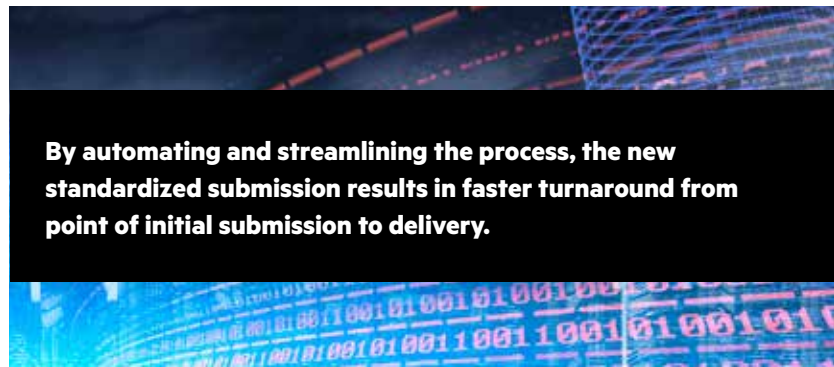 By automating and streamlining the process, the new
standardized submission results in faster turnaround from
point of initial submission to delivery.